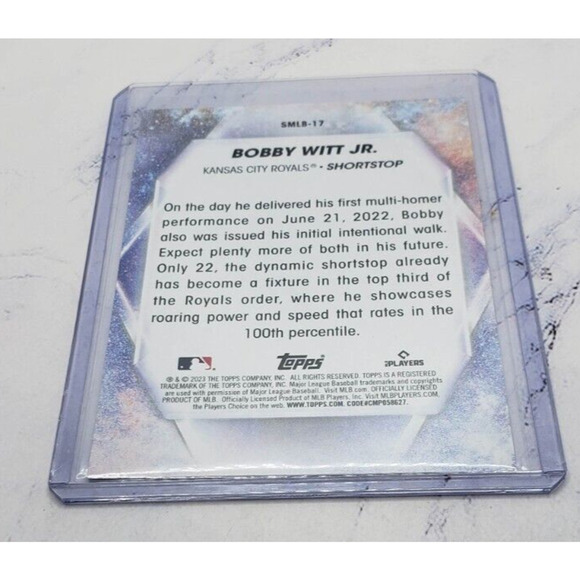 SMLB-17
BOBBY WITT JR.
KANSAS CITY ROYALS® • SHORTSTOP
On the day he delivered his first multi-homer
performance on June 21, 2022, Bobby
also was issued his initial intentional walk.
Expect plenty more of both in his future.
Only 22, the dynamic shortstop already
has become a fixture in the top third of
the Royals order, where he showcases
roaring power and speed that rates in the
100th percentile.
Topps
PLAYERS
® & © 2023 THE TOPPS COMPANY, INC. ALL RIGHTS RESERVED. TOPPS IS A REGISTERED
TRADEMARK OF THE TOPPS COMPANY, INC. Major League Baseball trademarks and copyrights
are used with permission of Major League Baseball. Visit MLB.com. OFFICIALLY LICENSED
PRODUCT OF MLB Players, Inc. Officially Licensed Product of MLB Players, Inc. Visit MLBPLAYERS.com,
the Players Choice on the web. WWW.TOPPS.COM. CODE#CMP058627.